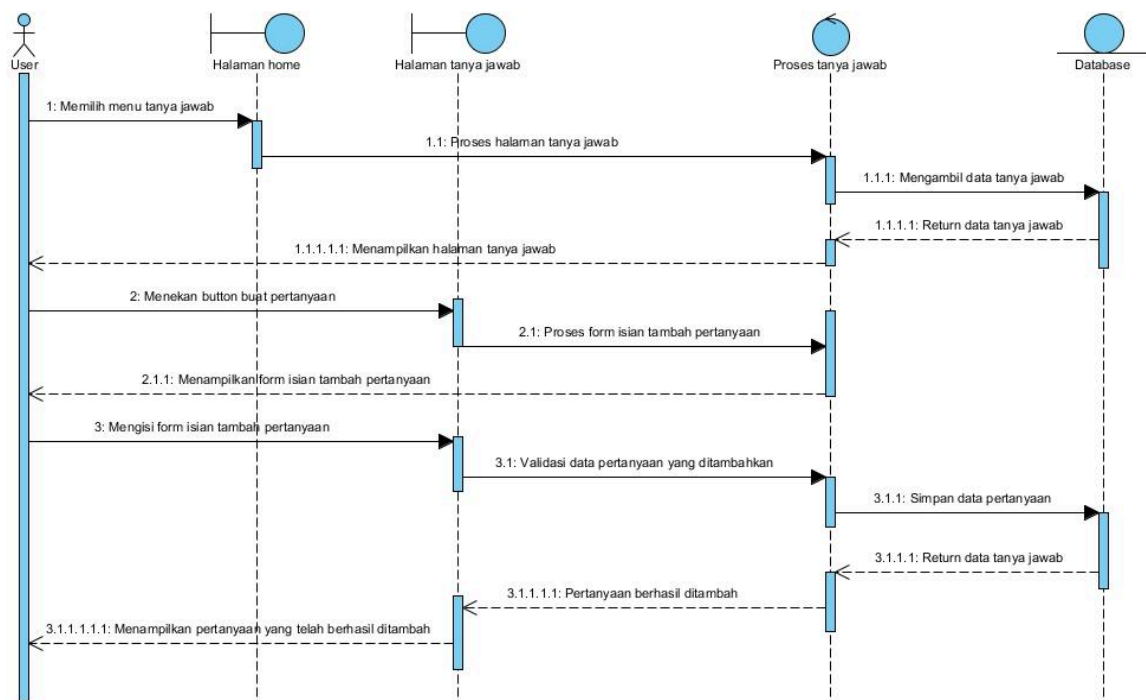 User
Halaman home
Halaman tanya jawab
Proses tanya jawab
Database
1: Memilih menu tanya jawab
1.1: Proses halaman tanya jawab
1.1.1: Mengambil data tanya jawab
1.1.1.1: Return data tanya jawab
1.1.1.1.1: Menampilkan halaman tanya jawab
2: Menekan button buat pertanyaan
2.1: Proses form isian tambah pertanyaan
2.1.1: Menampilkan form isian tambah pertanyaan
3: Mengisi form isian tambah pertanyaan
3.1: Validasi data pertanyaan yang ditambahkan
3.1.1: Simpan data pertanyaan
3.1.1.1: Return data tanya jawab
3.1.1.1.1: Pertanyaan berhasil ditambah
3.1.1.1.1.1: Menampilkan pertanyaan yang telah berhasil ditambah